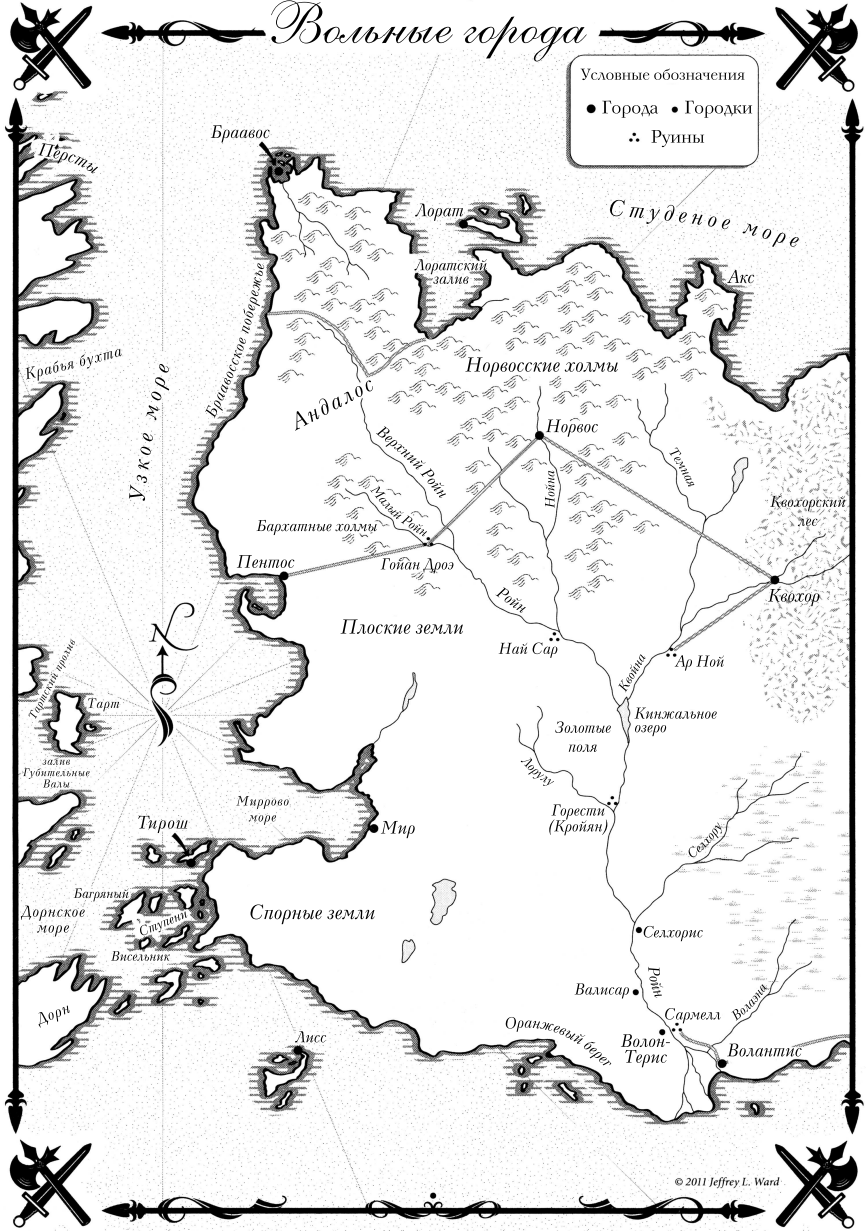 Вольные города
Условные обозначения
Города
Городки
Руины
Браавос
Персты
Лорат
Студеное море
Лоратский
залив
Акс
Браавосское побережье
Крабья бухта
Норвосские холмы
Андалос
Узкое море
Норвос
Верхний Ройн
Темная
Нойна
Малый Ройн
Квохорский
лес
Бархатные холмы
Пентос
Гойан Дроэ
Квохор
Ройн
Плоские земли
Най Сар
Ар Ной
Квойна
Тартский пролив
Тарт
Кинжальное
озеро
Золотые
поля
залив
Губительные
Валы
Лорулу
Миррово
море
Горести
(Кройян)
Тирош
Мир
Селхору
Багряный
Дорнское
море
Ступени
Спорные земли
Селхорис
Висельник
Ройн
Валисар
Дорн
Сармелл
Волаэна
Оранжевый берег
Волон-
Терис
Лисс
Волантис
© 2011 Jeffrey L. Ward